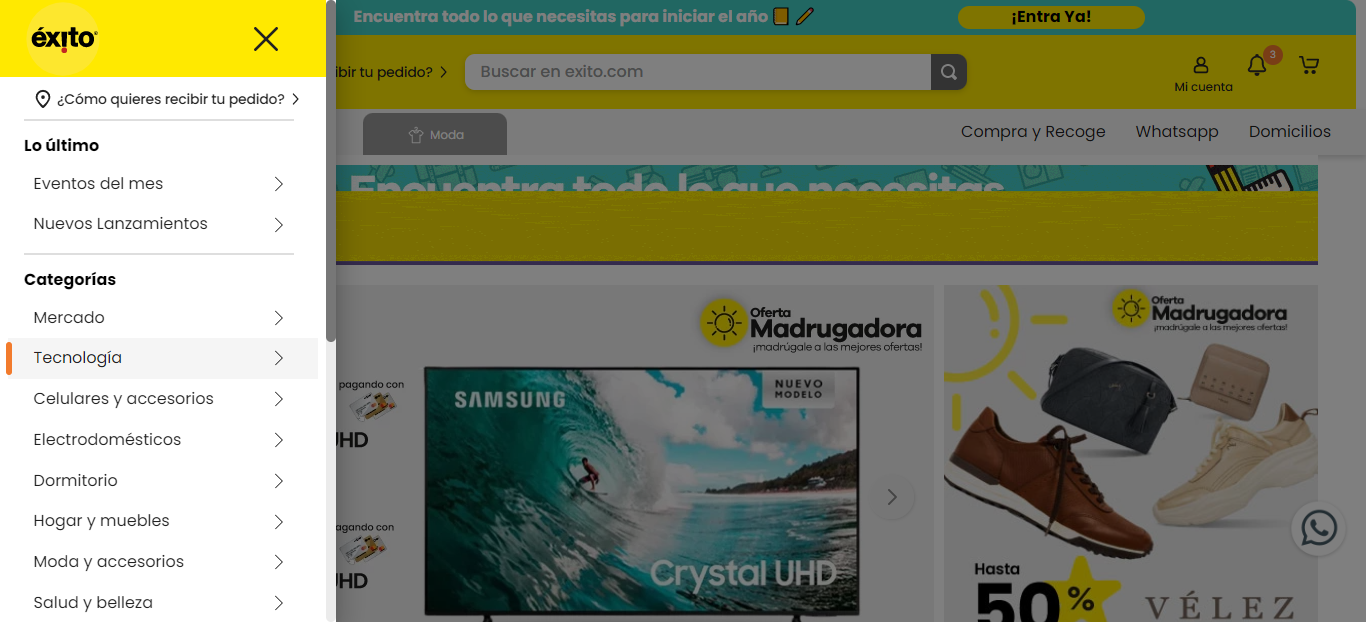 éxito
¿Cómo quieres recibir tu pedido?
Lo último
Eventos del mes
Nuevos Lanzamientos
Categorías
Mercado
Tecnología
Celulares y accesorios
Electrodomésticos
Dormitorio
Hogar y muebles
Moda y accesorios
Salud y belleza
Encuentra todo lo que necesitas para iniciar el año
¡Entra Ya!
ibir tu pedido?
Buscar en exito.com
Mi cuenta
3
Moda
Compra y Recoge
Whatsapp
Domicilios
Encuentra todo lo que necesitas
Oferta
Madrugadora
¡madrúgale a las mejores ofertas!
pagando con
UHD
agando con
UHD
SAMSUNG
NUEVO
MODELO
Crystal UHD
Oferta
Madrugadora
¡madrúgale a las mejores ofertas!
Hasta
50%
VÉLEZ